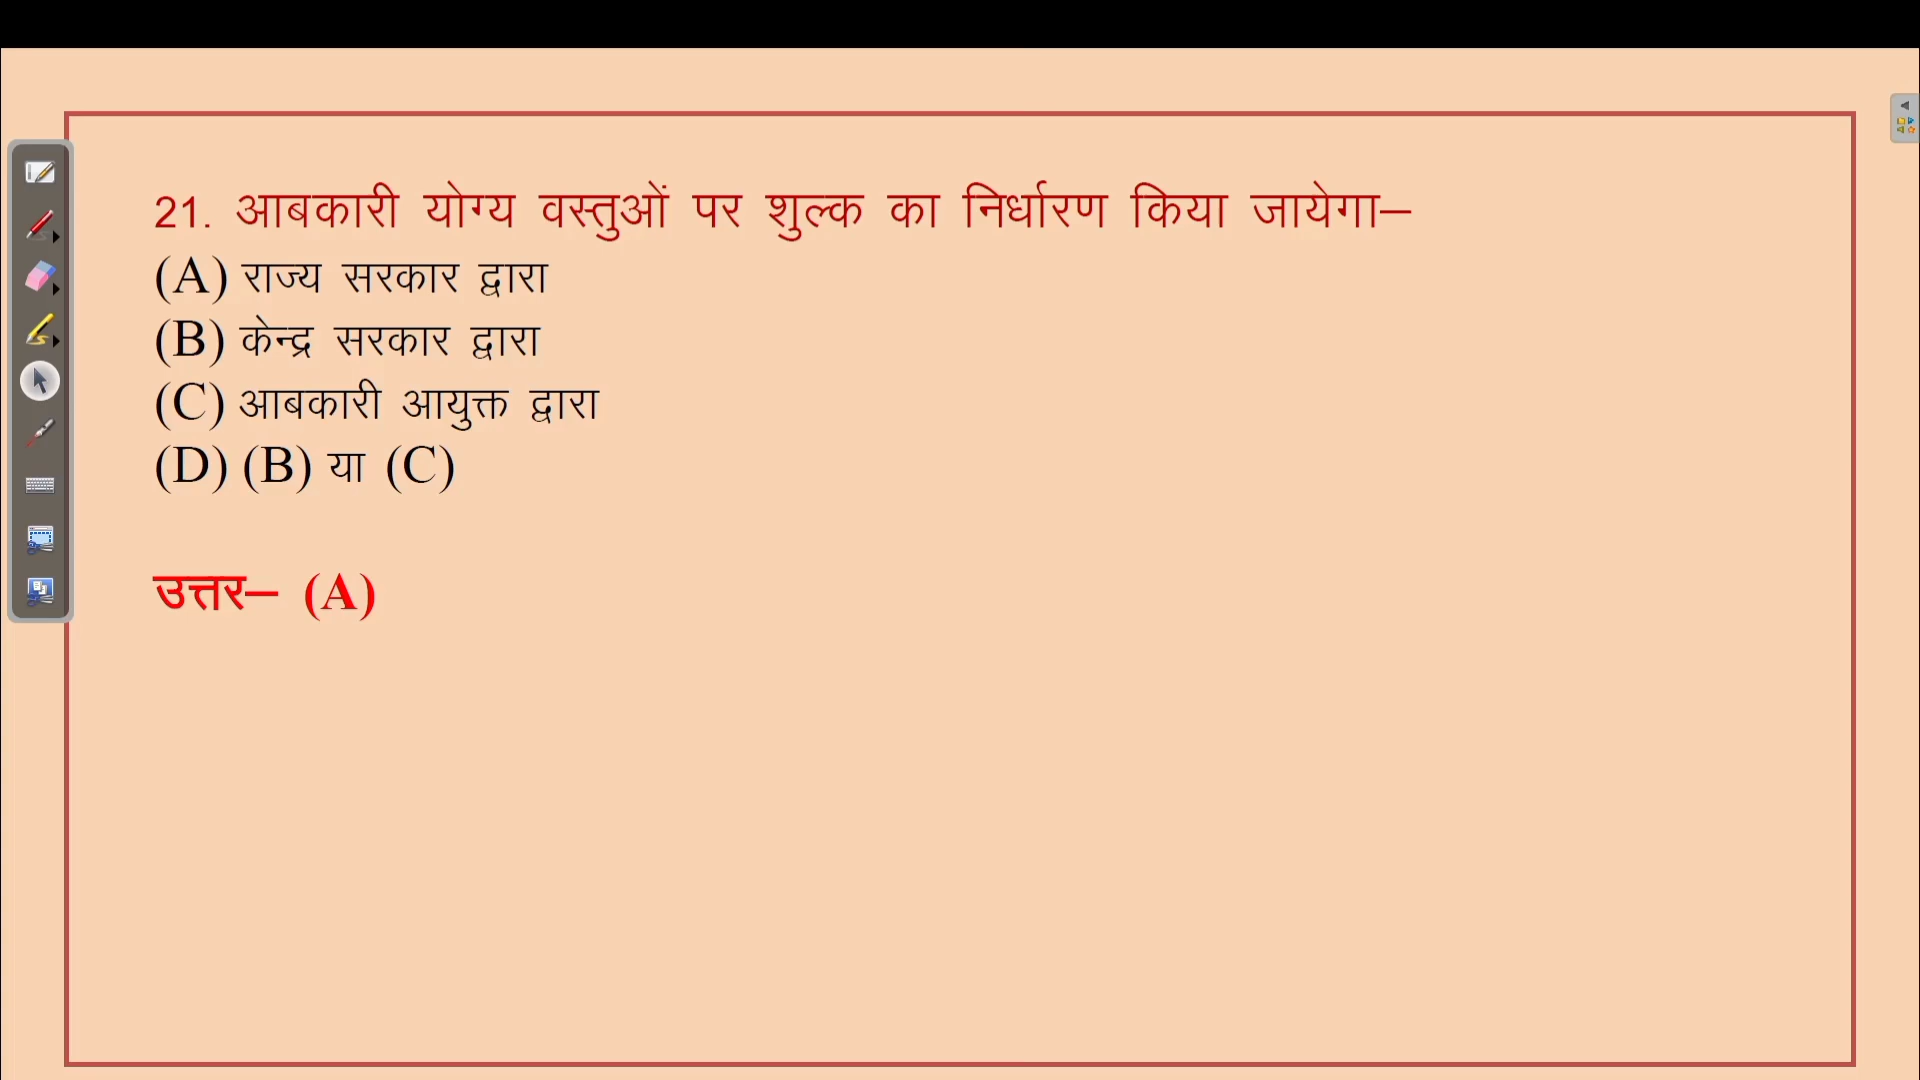 21. आबकारी योग्य वस्तुओं पर शुल्क का निर्धारण किया जायेगा–
(A) राज्य सरकार द्वारा
(B) केन्द्र सरकार द्वारा
(C) आबकारी आयुक्त द्वारा
(D) (B) या (C)
उत्तर– (A)